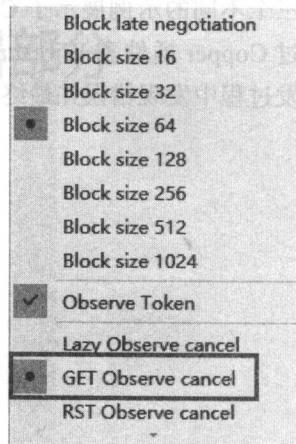 Block late negotiation
Block size 16
Block size 32
Block size 64
Block size 128
Block size 256
Block size 512
Block size 1024
Observe Token
Lazy Observe cancel
GET Observe cancel
RST Observe cancel